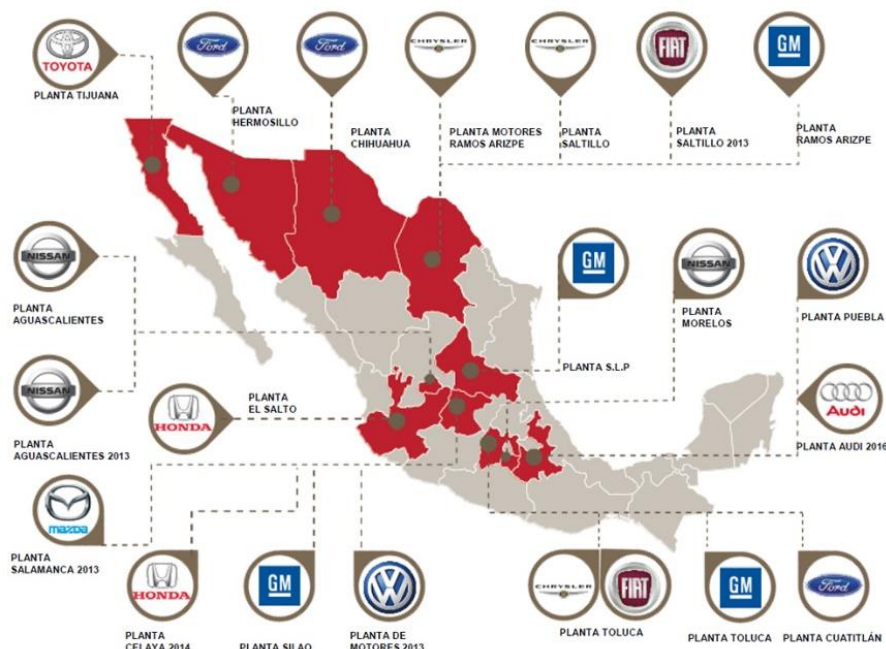 TOYOTA
PLANTA TIJUANA
Ford
PLANTA
HERMOSILLO
Ford
PLANTA
CHIHUAHUA
CHRYSLER
PLANTA MOTORES
RAMOS ARIZPE
CHRYSLER
PLANTA
SALTILLO
FIAT
PLANTA
SALTILLO 2013
GM
PLANTA
RAMOS ARIZPE
NISSAN
PLANTA
AGUASCALIENTES
GM
PLANTA S.L.P
NISSAN
PLANTA
MORELOS
PLANTA PUEBLA
NISSAN
PLANTA
AGUASCALIENTES 2013
HONDA
PLANTA
EL SALTO
Audi
PLANTA AUDI 2016
mazda
PLANTA
SALAMANCA 2013
HONDA
PLANTA
CELAYA 2014
GM
PLANTA SILAO
PLANTA DE
MOTORES 2013
CHRYSLER
FIAT
PLANTA TOLUCA
GM
PLANTA TOLUCA
Ford
PLANTA CUATITLÁN